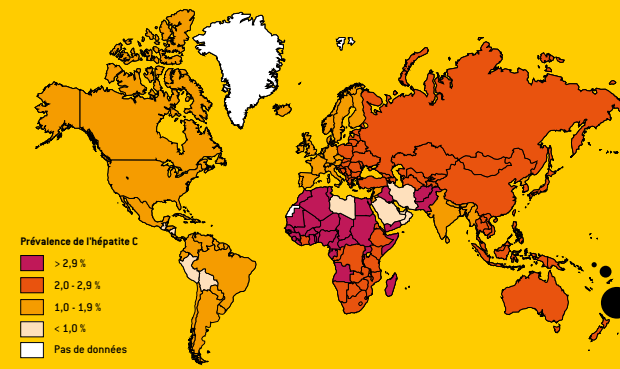 Prévalence de l'hépatite C
> 2,9 %
2,0 - 2,9 %
1,0 - 1,9 %
< 1,0 %
Pas de données